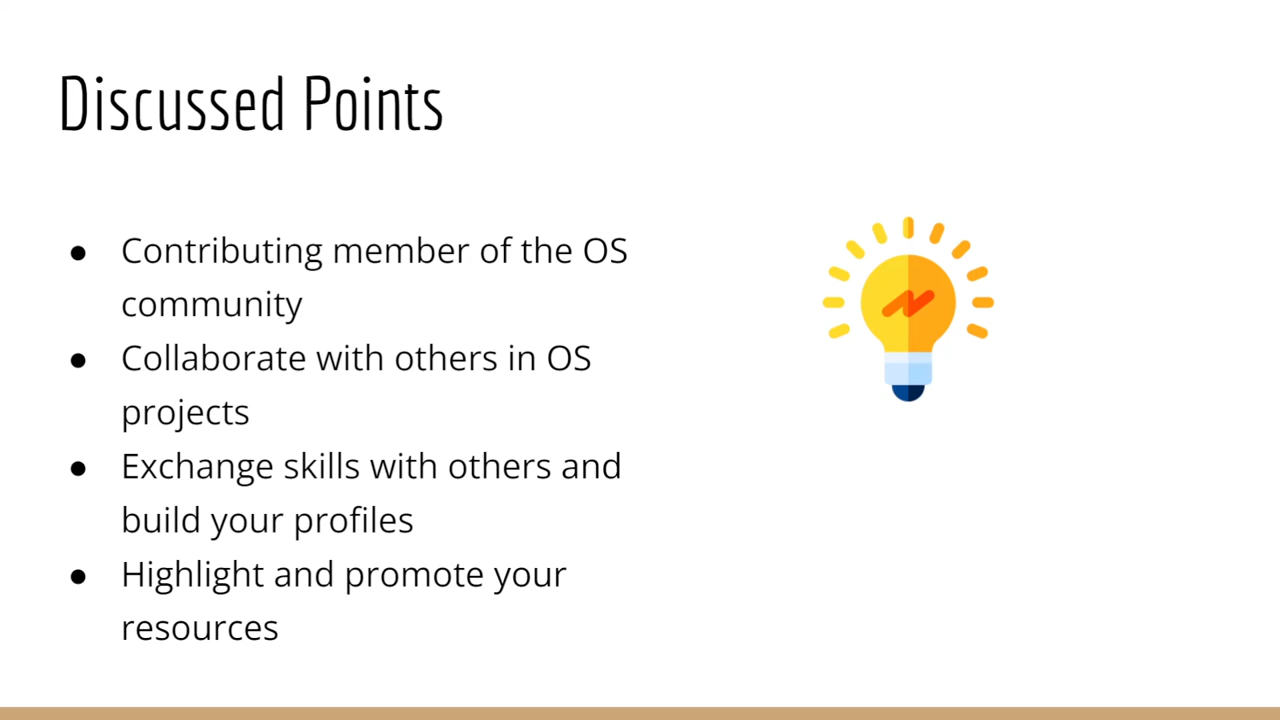 Discussed Points
● Contributing member of the OS
community
● Collaborate with others in OS
projects
● Exchange skills with others and
build your profiles
● Highlight and promote your
resources